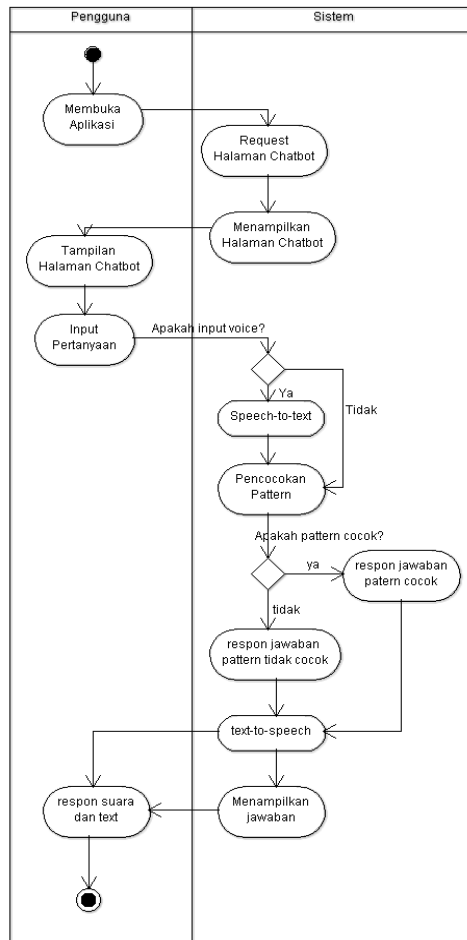 Pengguna
Sistem
Membuka
Aplikasi
Request
Halaman Chatbot
Menampilkan
Halaman Chatbot
Tampilan
Halaman Chatbot
Input
Pertanyaan
Apakah input voice?
Ya
Tidak
Speech-to-text
Pencocokan
Pattern
Apakah pattern cocok?
ya
respon jawaban
patern cocok
tidak
respon jawaban
pattern tidak cocok
text-to-speech
respon suara
dan text
Menampilkan
jawaban